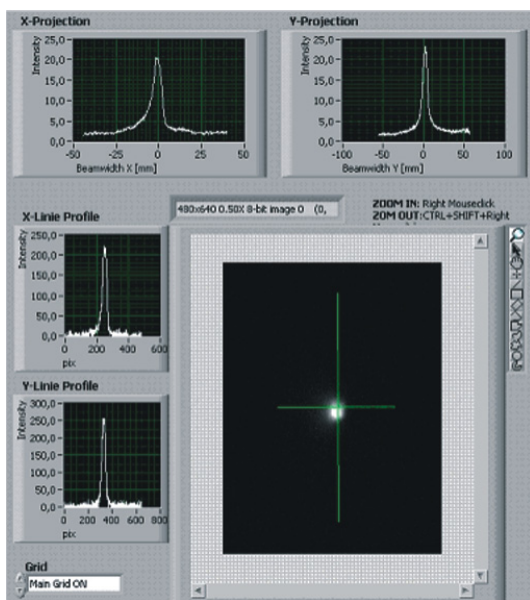 X-Projection
Intensity
25,0
20,0
15,0
10,0
5,0
0,0
-50 -25 0 25 50
Beamwidth X [mm]
Y-Projection
Intensity
25,0
20,0
15,0
10,0
5,0
0,0
-100 -50 0 50 100
Beamwidth Y [mm]
480x640 0.50X 8-bit image 0 (0,
ZOOM IN: Right Mouseclick
ZOM OUT:CTRL+SHIFT+Right
X-Linie Profile
Intensity
250,0
200,0
150,0
100,0
50,0
0,0
0 200 400 600
pix
Y-Linie Profile
Intensity
300,0
250,0
200,0
150,0
100,0
50,0
0,0
0 200 400 600 800
pix
Grid
Main Grid ON